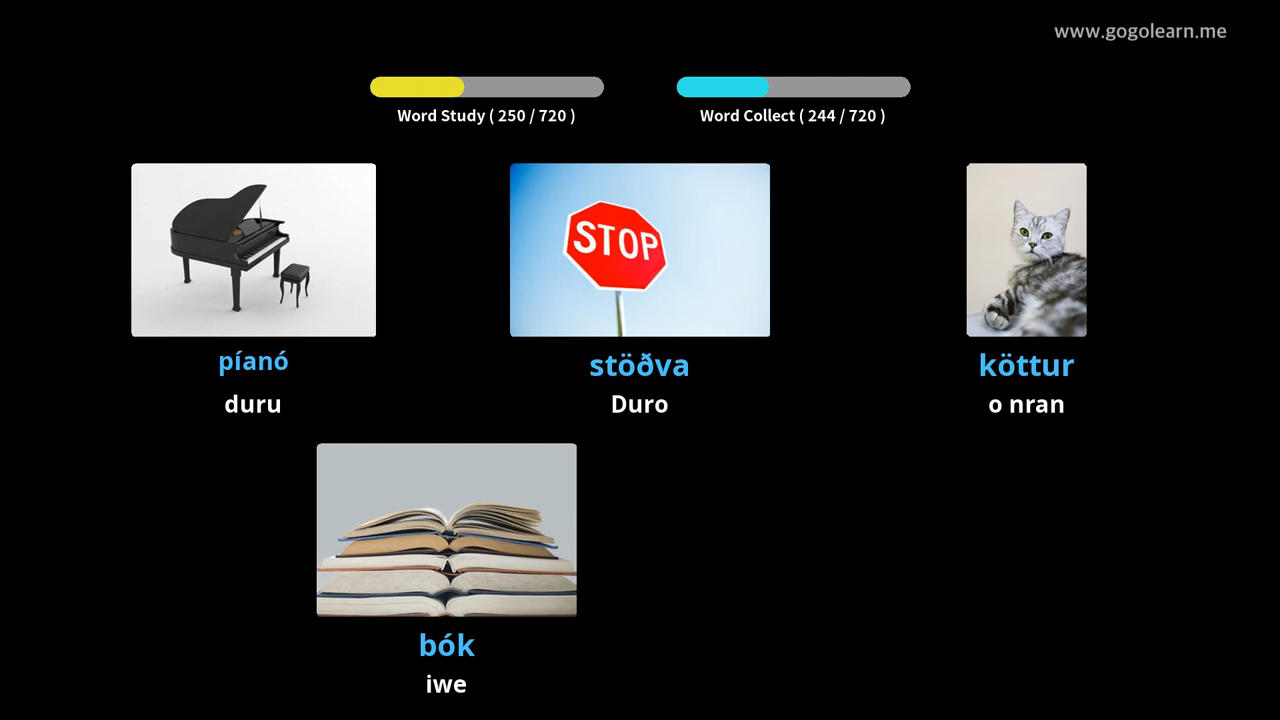 www.gogolearn.me
Word Study ( 250 / 720 )
Word Collect ( 244 / 720 )
STOP
píanó
stöðva
köttur
duru
Duro
o nran
bók
iwe